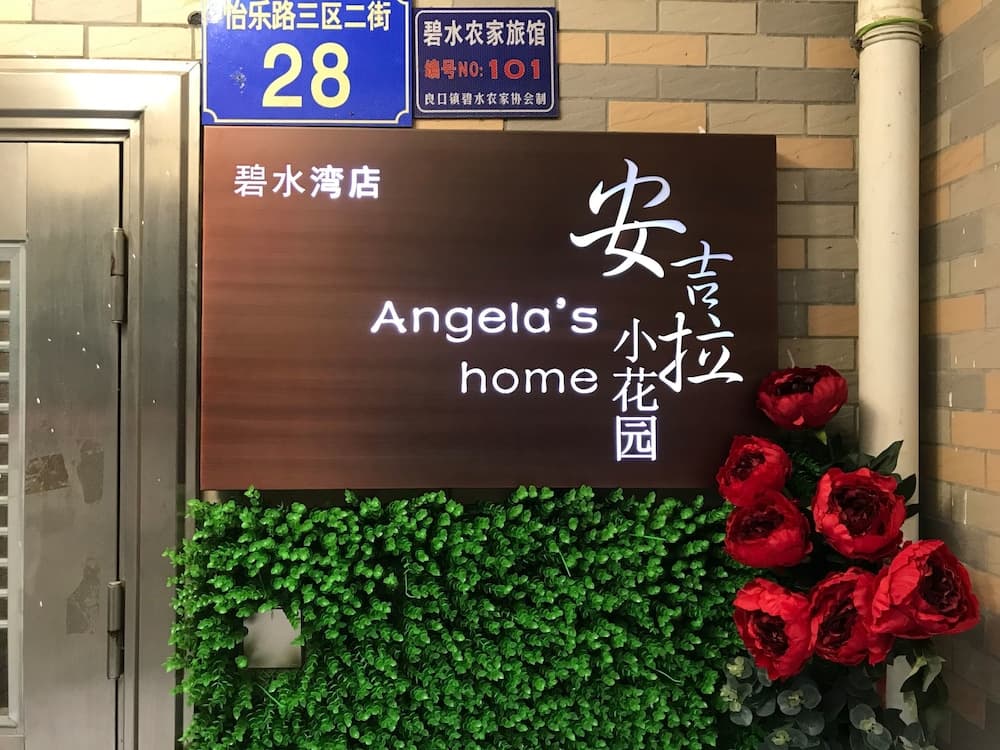 怡乐路三区二街
28
碧水农家旅馆
编号NO:101
良口镇碧水农家协会制
碧水湾店
安吉拉
小花园
Angela's
home